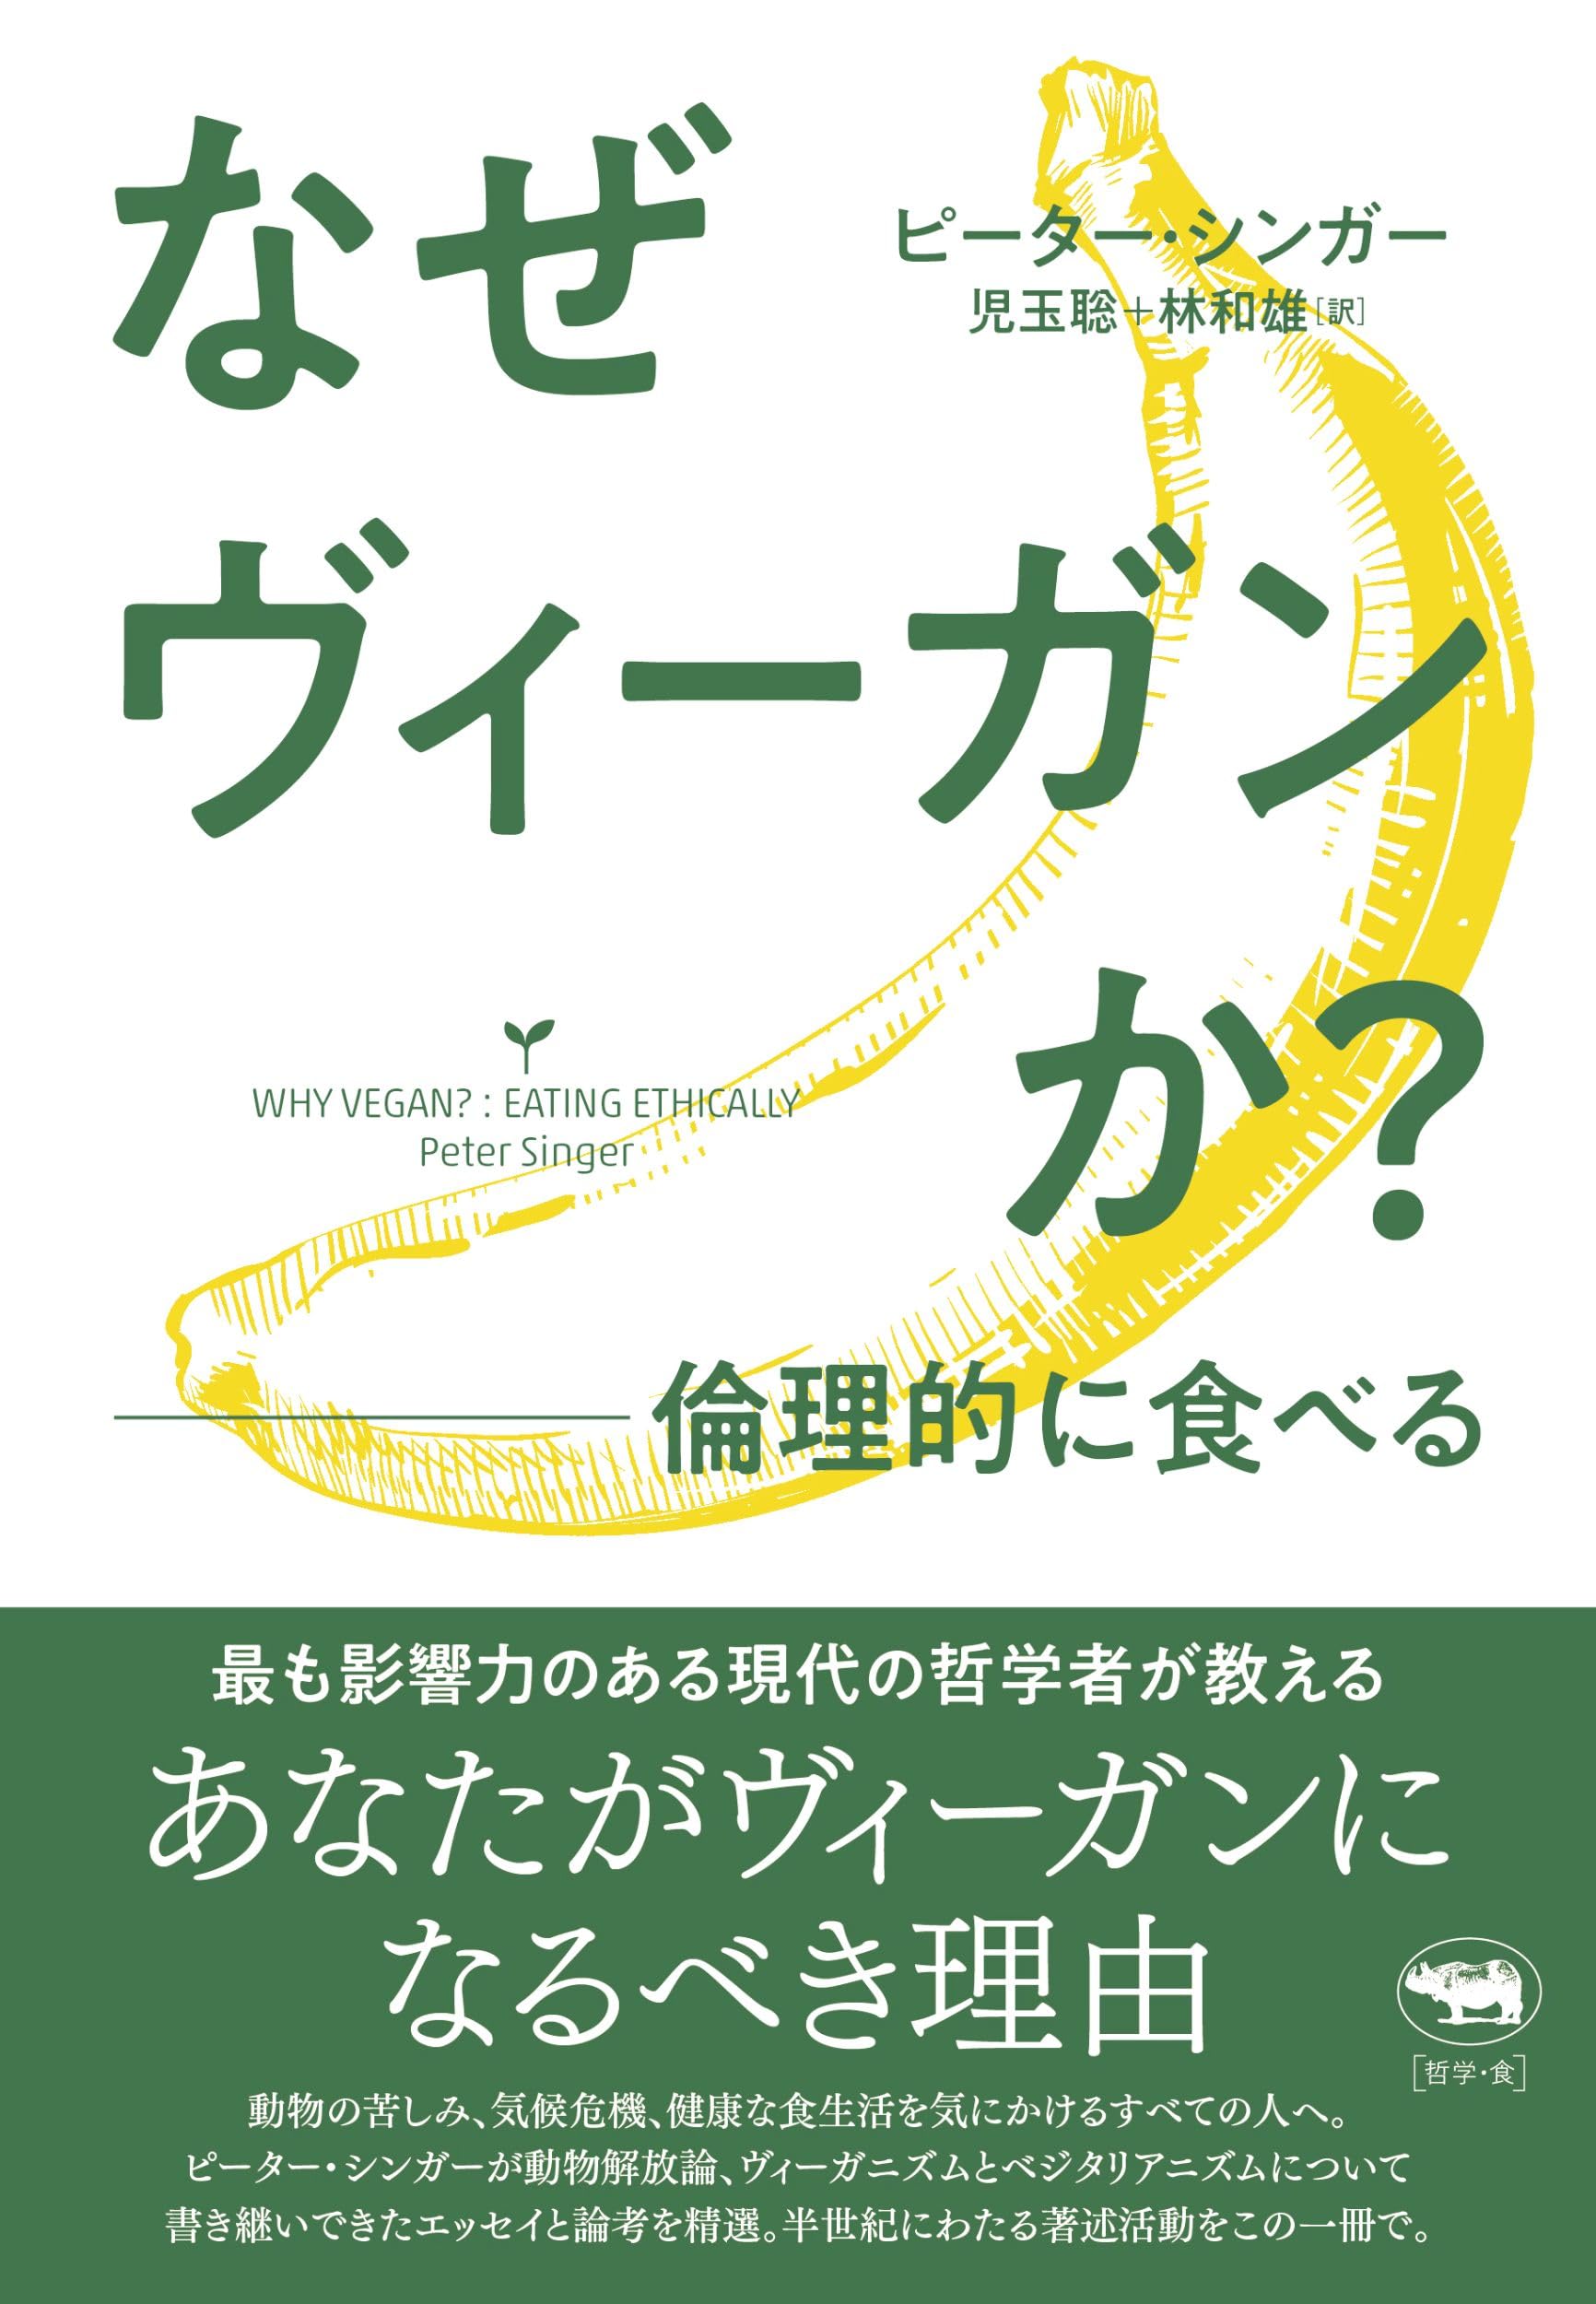 なぜ
ピーター・シンガー
児玉聡+林和雄[訳]
ヴィーガン
か?
WHY VEGAN? : EATING ETHICALLY
Peter Singer
倫理的に食べる
最も影響力のある現代の哲学者が教える
あなたがヴィーガンに
なるべき理由
[哲学・食]
動物の苦しみ、気候危機、健康な食生活を気にかけるすべての人へ。
ピーター・シンガーが動物解放論、ヴィーガニズムとベジタリアニズムについて
書き継いできたエッセイと論考を精選。半世紀にわたる著述活動をこの一冊で。